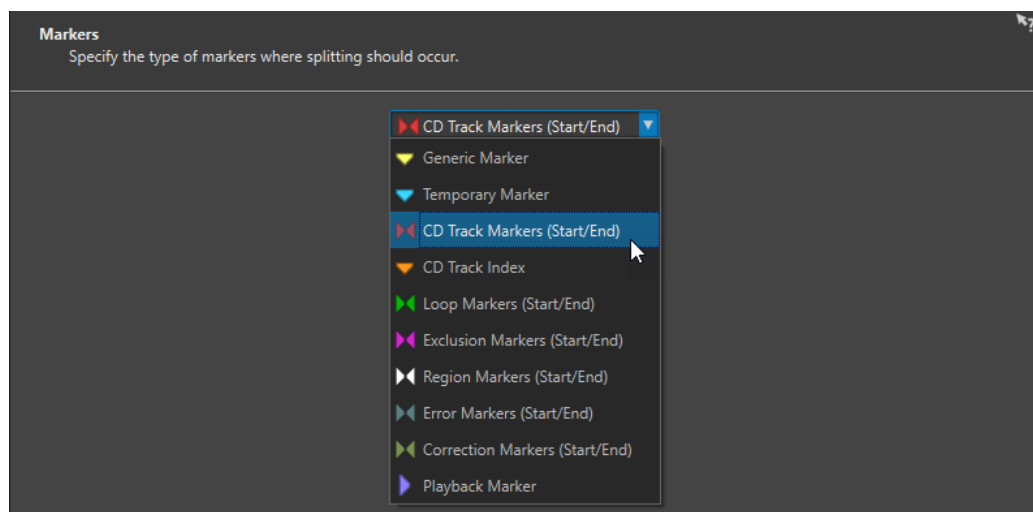 Markers
Specify the type of markers where splitting should occur.
CD Track Markers (Start/End)
Generic Marker
Temporary Marker
CD Track Markers (Start/End)
CD Track Index
Loop Markers (Start/End)
Exclusion Markers (Start/End)
Region Markers (Start/End)
Error Markers (Start/End)
Correction Markers (Start/End)
Playback Marker